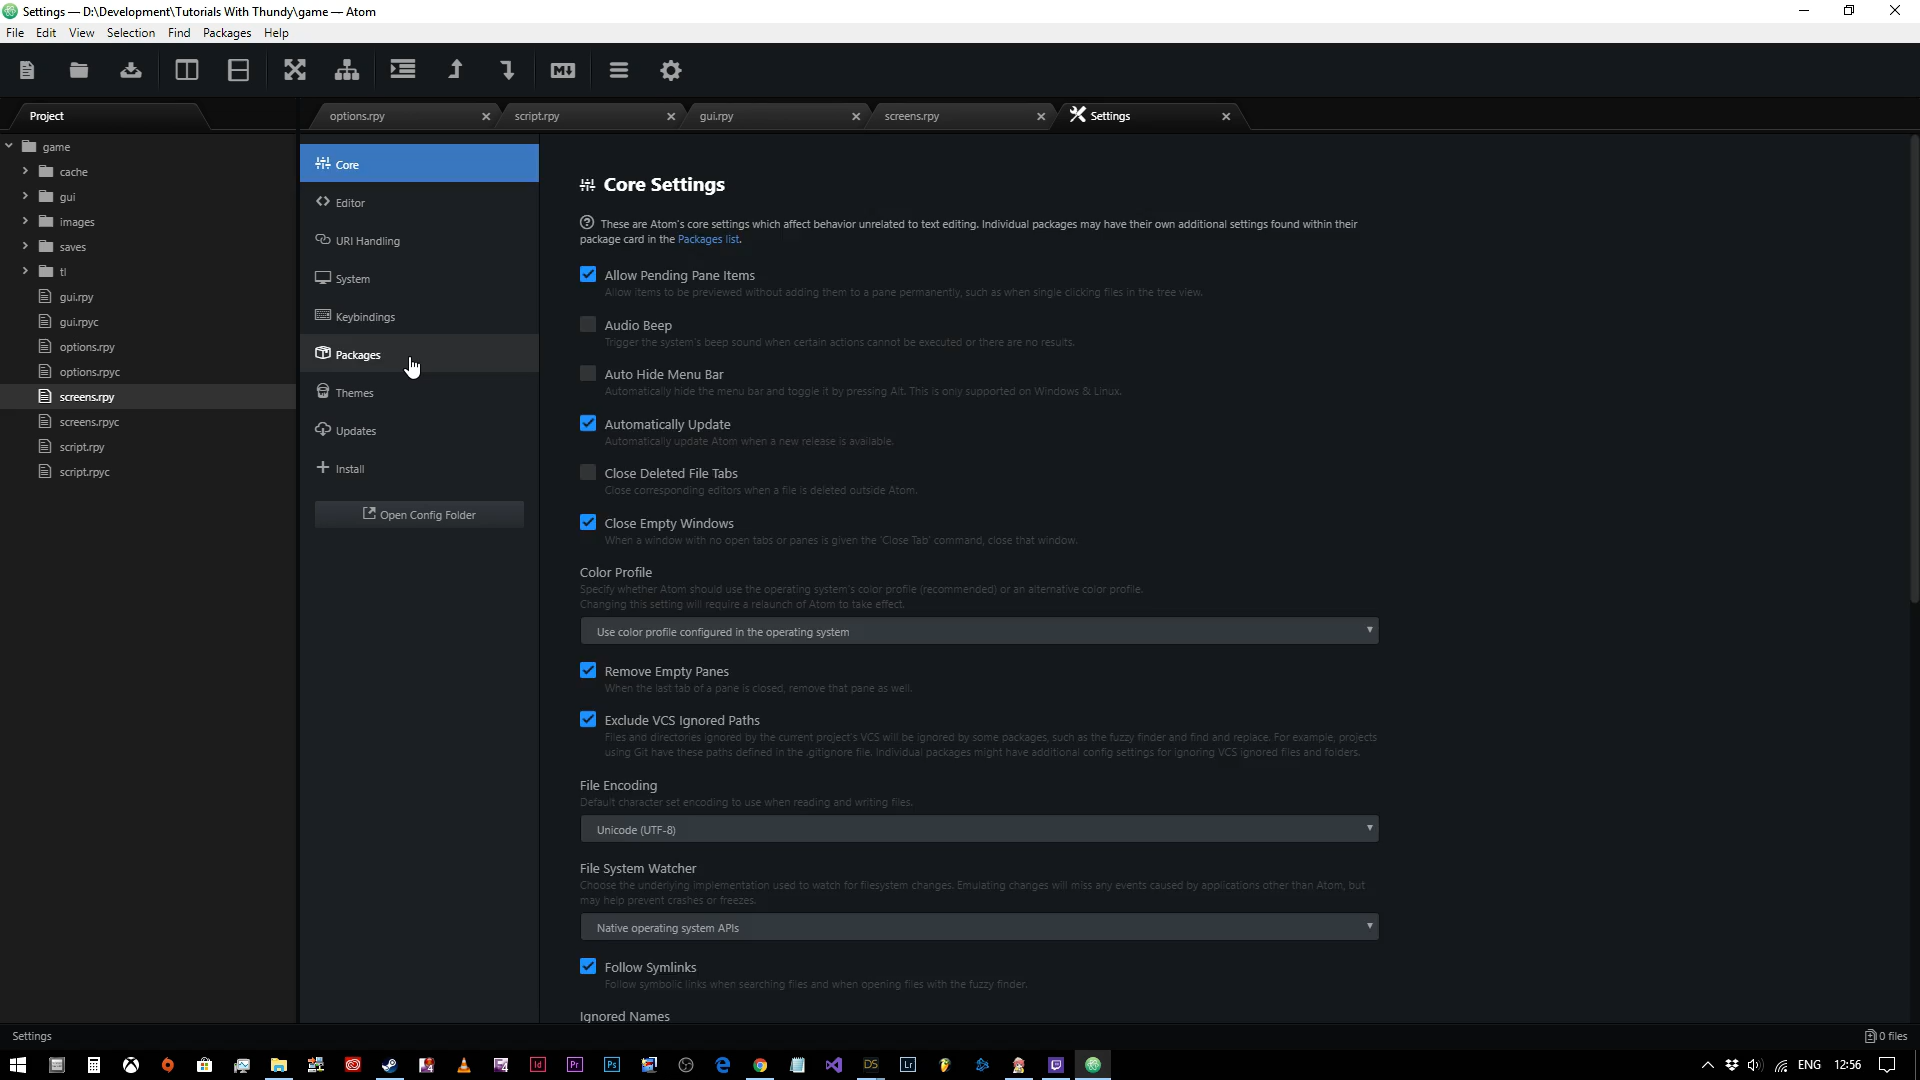 Settings — D:\Development\Tutorials With Thundy\game — Atom
File Edit View Selection Find Packages Help
Project
options.rpy
script.rpy
gui.rpy
screens.rpy
Settings
game
cache
gui
images
saves
tl
gui.rpy
gui.rpyc
options.rpy
options.rpyc
screens.rpy
screens.rpyc
script.rpy
script.rpyc
Core
Editor
URI Handling
System
Keybindings
Packages
Themes
Updates
Install
Open Config Folder
Core Settings
These are Atom's core settings which affect behavior unrelated to text editing. Individual packages may have their own additional settings found within their
package card in the Packages list.
Allow Pending Pane Items
Allow items to be previewed without adding them to a pane permanently, such as when single clicking files in the tree view.
Audio Beep
Trigger the system's beep sound when certain actions cannot be executed or there are no results.
Auto Hide Menu Bar
Automatically hide the menu bar and toggle it by pressing Alt. This is only supported on Windows & Linux.
Automatically Update
Automatically update Atom when a new release is available.
Close Deleted File Tabs
Close corresponding editors when a file is deleted outside Atom.
Close Empty Windows
When a window with no open tabs or panes is given the 'Close Tab' command, close that window.
Color Profile
Specify whether Atom should use the operating system's color profile (recommended) or an alternative color profile.
Changing this setting will require a relaunch of Atom to take effect.
Use color profile configured in the operating system
Remove Empty Panes
When the last tab of a pane is closed, remove that pane as well.
Exclude VCS Ignored Paths
Files and directories ignored by the current project's VCS will be ignored by some packages, such as the fuzzy finder and find and replace. For example, projects
using Git have these paths defined in the .gitignore file. Individual packages might have additional config settings for ignoring VCS ignored files and folders.
File Encoding
Default character set encoding to use when reading and writing files.
Unicode (UTF-8)
File System Watcher
Choose the underlying implementation used to watch for filesystem changes. Emulating changes will miss any events caused by applications other than Atom, but
may help prevent crashes or freezes.
Native operating system APIs
Follow Symlinks
Follow symbolic links when searching files and when opening files with the fuzzy finder.
Ignored Names
Settings
0 files
Id
Pr
Ps
DS
Lr
ENG
12:56